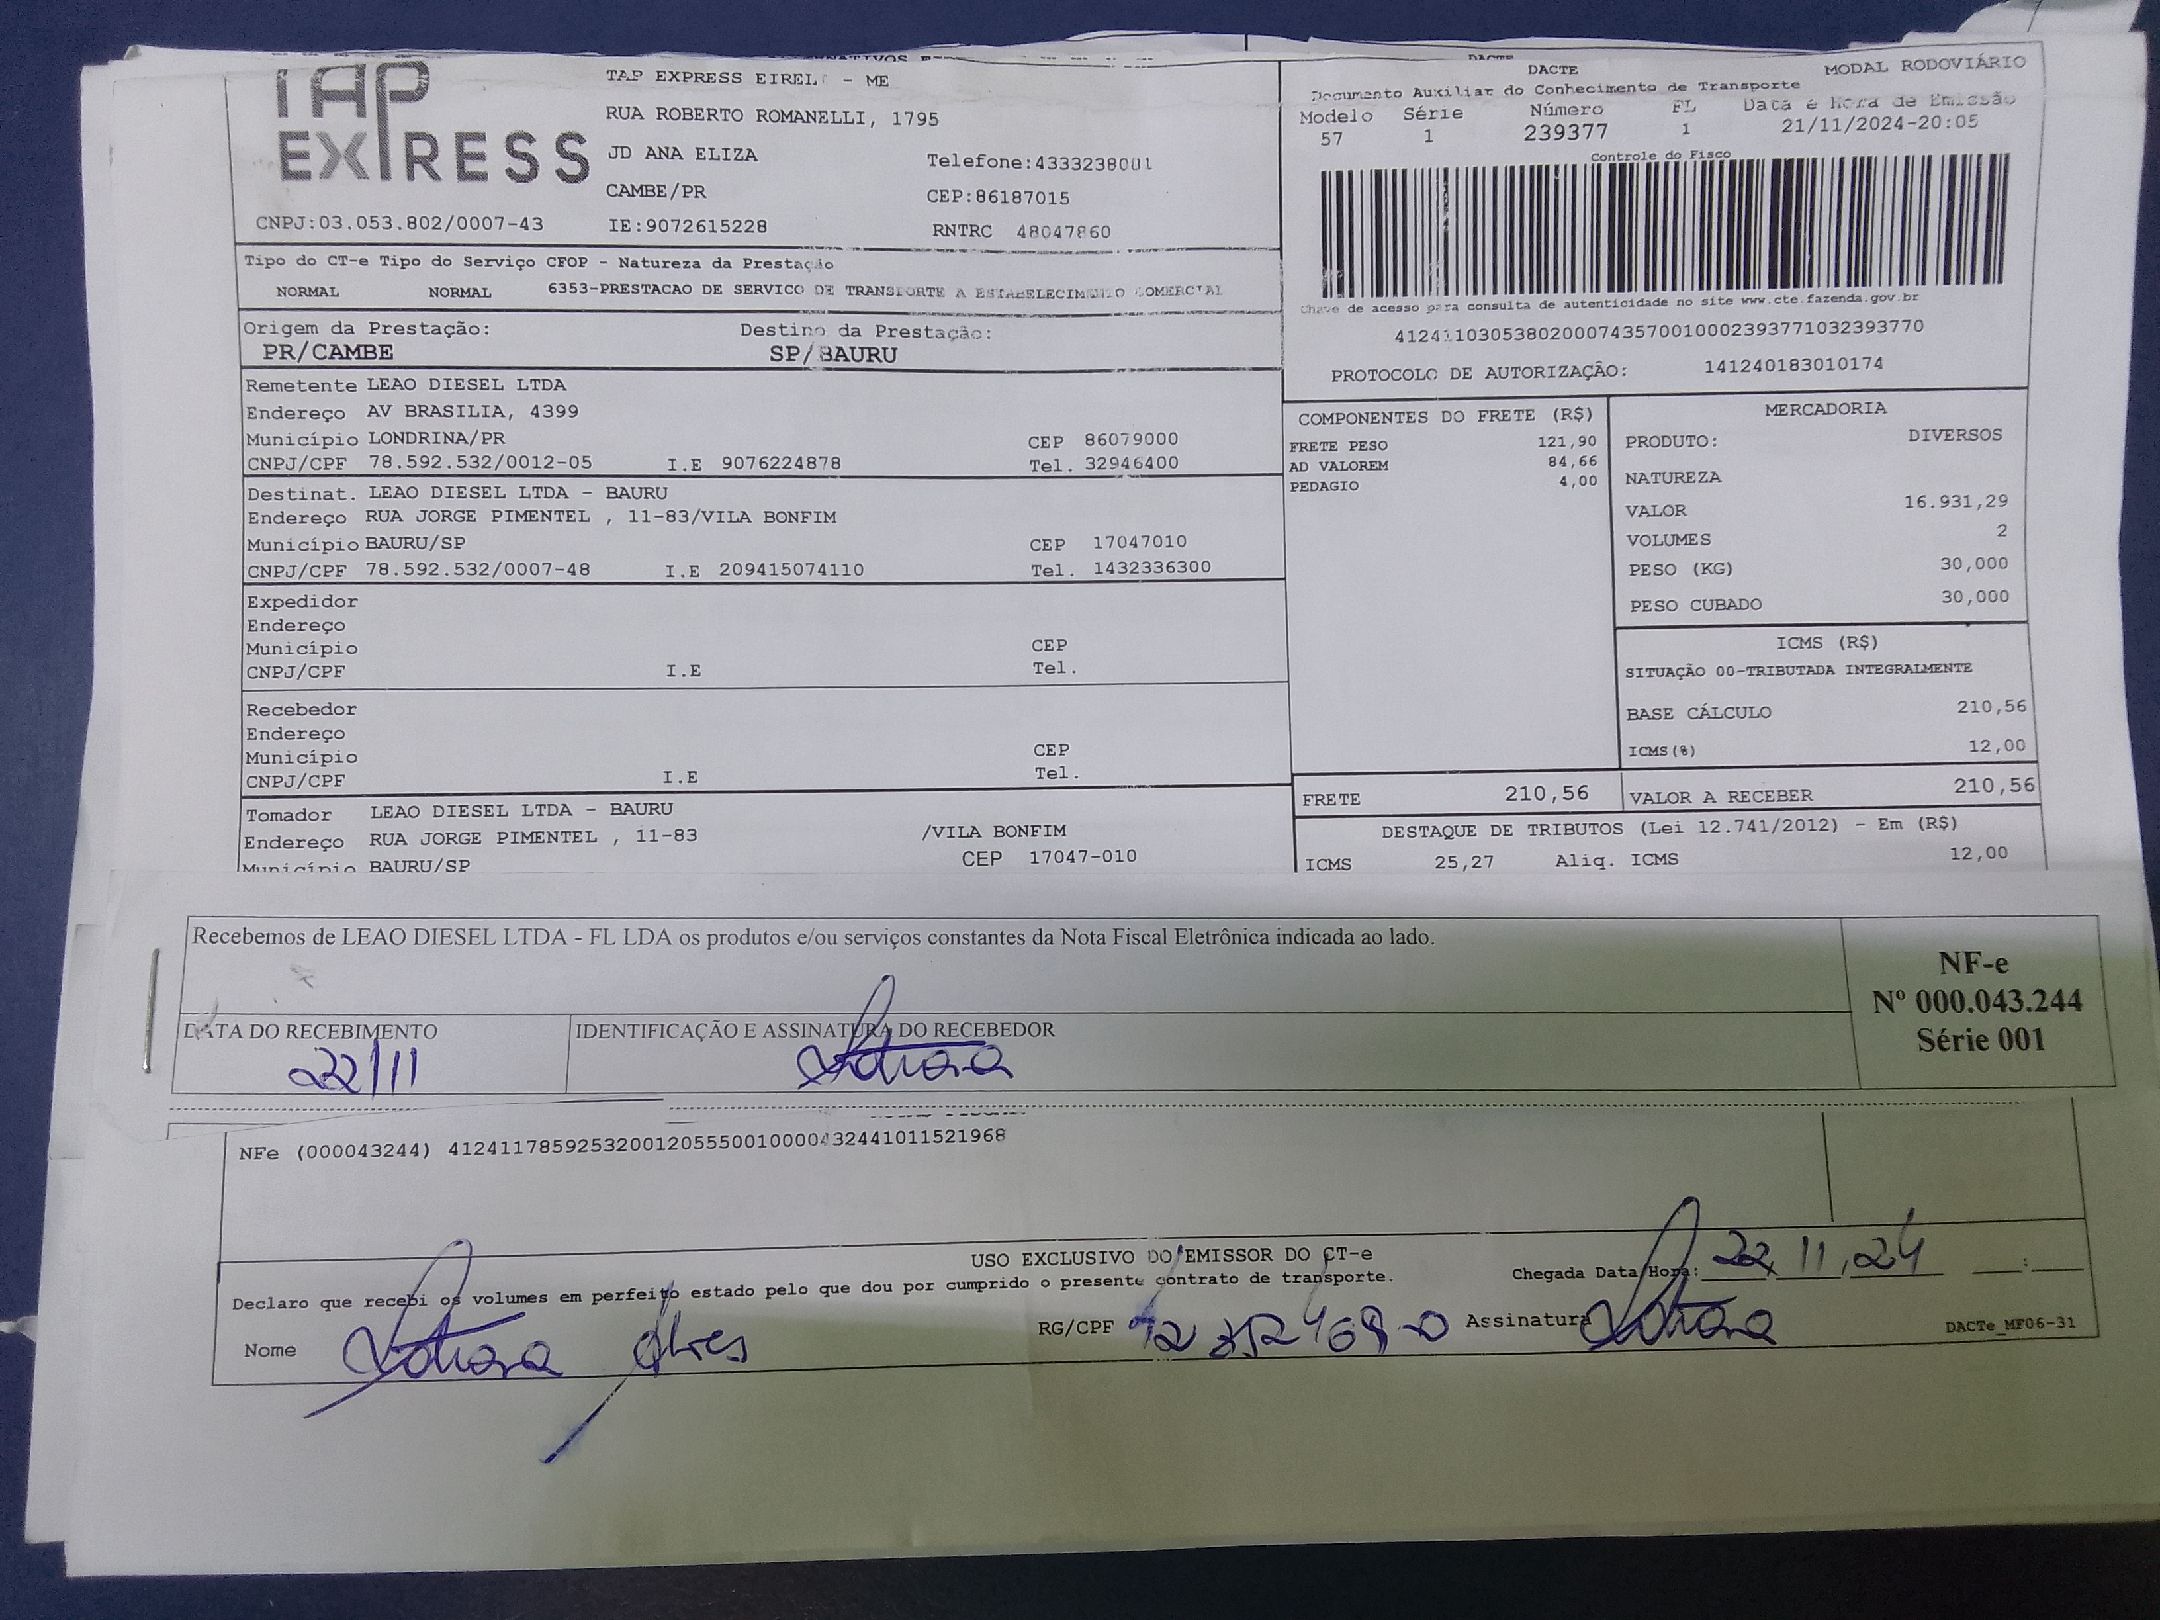 TAP EXPRESS
TAP EXPRESS EIRELI - ME
RUA ROBERTO ROMANELLI, 1795
JD ANA ELIZA
Telefone:4333238001
CAMBE/PR
CEP:86187015
CNPJ:03.053.802/0007-43
IE:9072615228
RNTRC 48047860
DACTE
MODAL RODOVIÁRIO
Documento Auxiliar do Conhecimento de Transporte
Modelo Série Número FL Data e Hora de Emissão
57 1 239377 1 21/11/2024-20:05
Controle do Fisco
Chave de acesso para consulta de autenticidade no site www.cte.fazenda.gov.br
41241103053802000743570010002393771032393770
PROTOCOLO DE AUTORIZAÇÃO: 141240183010174
Tipo do CT-e Tipo do Serviço CFOP - Natureza da Prestação
NORMAL NORMAL 6353-PRESTACAO DE SERVICO DE TRANSPORTE A ESTABELECIMENTO COMERCIAL
Origem da Prestação: Destino da Prestação:
PR/CAMBE SP/BAURU
Remetente LEAO DIESEL LTDA
Endereço AV BRASILIA, 4399
Município LONDRINA/PR CEP 86079000
CNPJ/CPF 78.592.532/0012-05 I.E 9076224878 Tel. 32946400
Destinat. LEAO DIESEL LTDA - BAURU
Endereço RUA JORGE PIMENTEL , 11-83/VILA BONFIM
Município BAURU/SP CEP 17047010
CNPJ/CPF 78.592.532/0007-48 I.E 209415074110 Tel. 1432336300
Expedidor
Endereço
Município CEP
CNPJ/CPF I.E Tel.
Recebedor
Endereço
Município CEP
CNPJ/CPF I.E Tel.
Tomador LEAO DIESEL LTDA - BAURU
Endereço RUA JORGE PIMENTEL , 11-83 /VILA BONFIM
Município BAURU/SP CEP 17047-010
COMPONENTES DO FRETE (R$)
FRETE PESO 121,90
AD VALOREM 84,66
PEDAGIO 4,00
MERCADORIA
PRODUTO: DIVERSOS
NATUREZA
VALOR 16.931,29
VOLUMES 2
PESO (KG) 30,000
PESO CUBADO 30,000
ICMS (R$)
SITUAÇÃO 00-TRIBUTADA INTEGRALMENTE
BASE CÁLCULO 210,56
ICMS(%) 12,00
FRETE 210,56 VALOR A RECEBER 210,56
DESTAQUE DE TRIBUTOS (Lei 12.741/2012) - Em (R$)
ICMS 25,27 Aliq. ICMS 12,00
Recebemos de LEAO DIESEL LTDA - FL LDA os produtos e/ou serviços constantes da Nota Fiscal Eletrônica indicada ao lado.
NF-e
Nº 000.043.244
Série 001
DATA DO RECEBIMENTO IDENTIFICAÇÃO E ASSINATURA DO RECEBEDOR
22/11
NFe (000043244) 41241178592532001205550010000432441011521968
USO EXCLUSIVO DO EMISSOR DO CT-e
Declaro que recebi os volumes em perfeito estado pelo que dou por cumprido o presente contrato de transporte.
Chegada Data/Hora: 22, 11, 24 :
Nome Alves RG/CPF Assinatura
DACTe_MF06-31